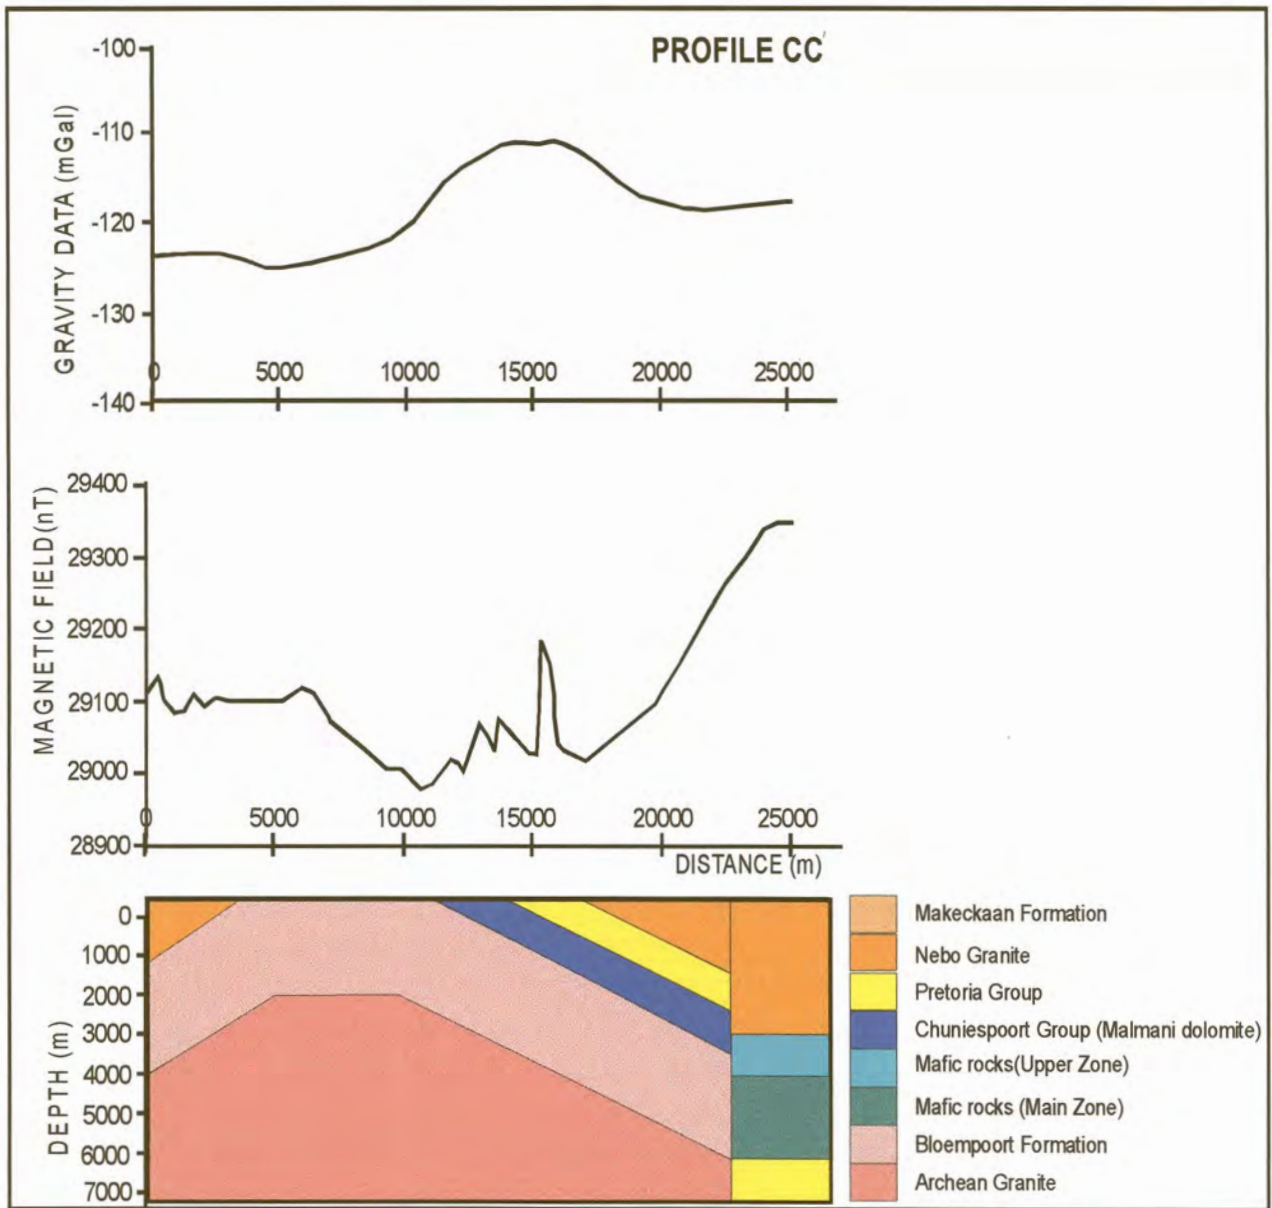 PROFILE CC'
GRAVITY DATA (mGal)
-100
-110
-120
-130
-140
0 5000 10000 15000 20000 25000
MAGNETIC FIELD(nT)
29400
29300
29200
29100
29000
28900
0 5000 10000 15000 20000 25000
DISTANCE (m)
DEPTH (m)
0
1000
2000
3000
4000
5000
6000
7000
Makeckaan Formation
Nebo Granite
Pretoria Group
Chuniespoort Group (Malmani dolomite)
Mafic rocks(Upper Zone)
Mafic rocks (Main Zone)
Bloempoort Formation
Archean Granite